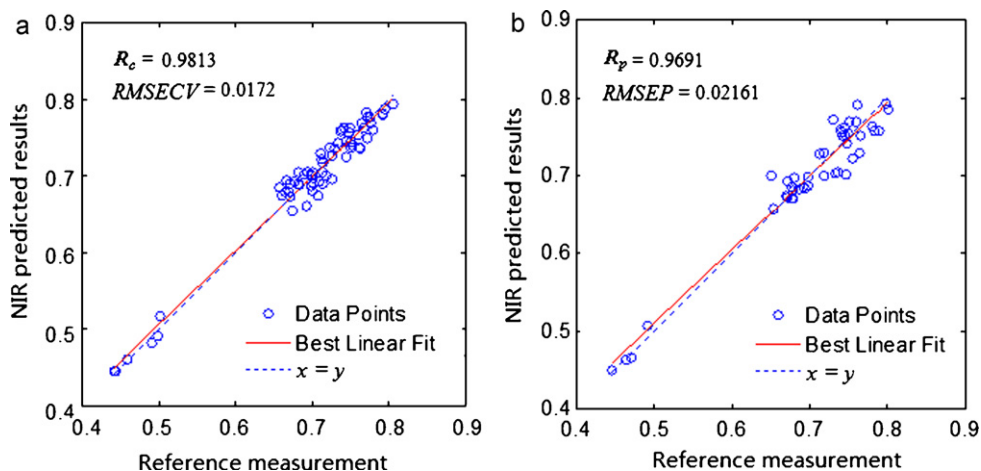 a
0.9
0.8
0.7
0.6
0.5
0.4
NIR predicted results
Rc = 0.9813
RMSECV = 0.0172
Data Points
Best Linear Fit
x = y
0.4 0.5 0.6 0.7 0.8 0.9
Reference measurement
b
0.9
0.8
0.7
0.6
0.5
0.4
NIR predicted results
Rp = 0.9691
RMSEP = 0.02161
Data Points
Best Linear Fit
x = y
0.4 0.5 0.6 0.7 0.8 0.9
Reference measurement